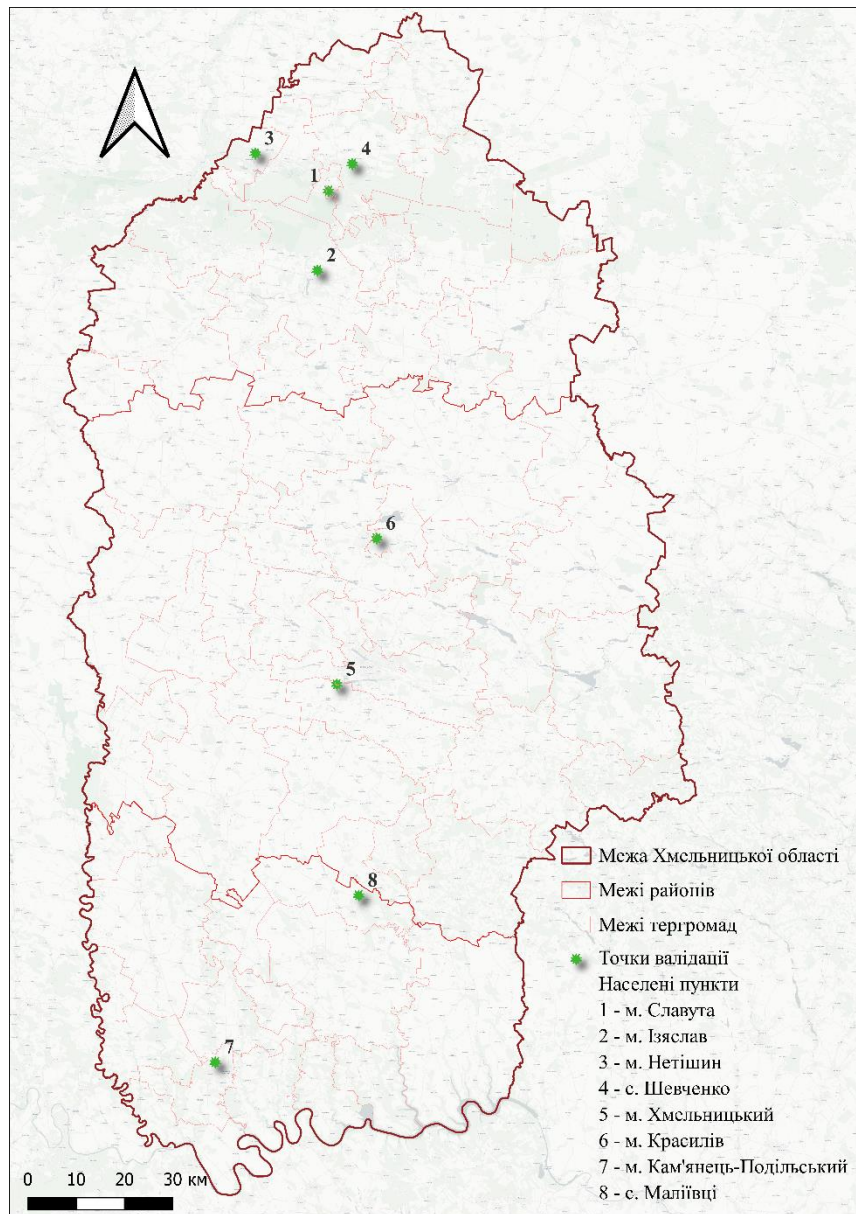 3
4
1
2
6
5
8
7
Межа Хмельницької області
Межі районів
Межі тергромад
Точки валідації
Населені пункти
1 - м. Славута
2 - м. Ізяслав
3 - м. Нетішин
4 - с. Шевченко
5 - м. Хмельницький
6 - м. Красилів
7 - м. Кам'янець-Подільський
8 - с. Маліївці
0 10 20 30 км